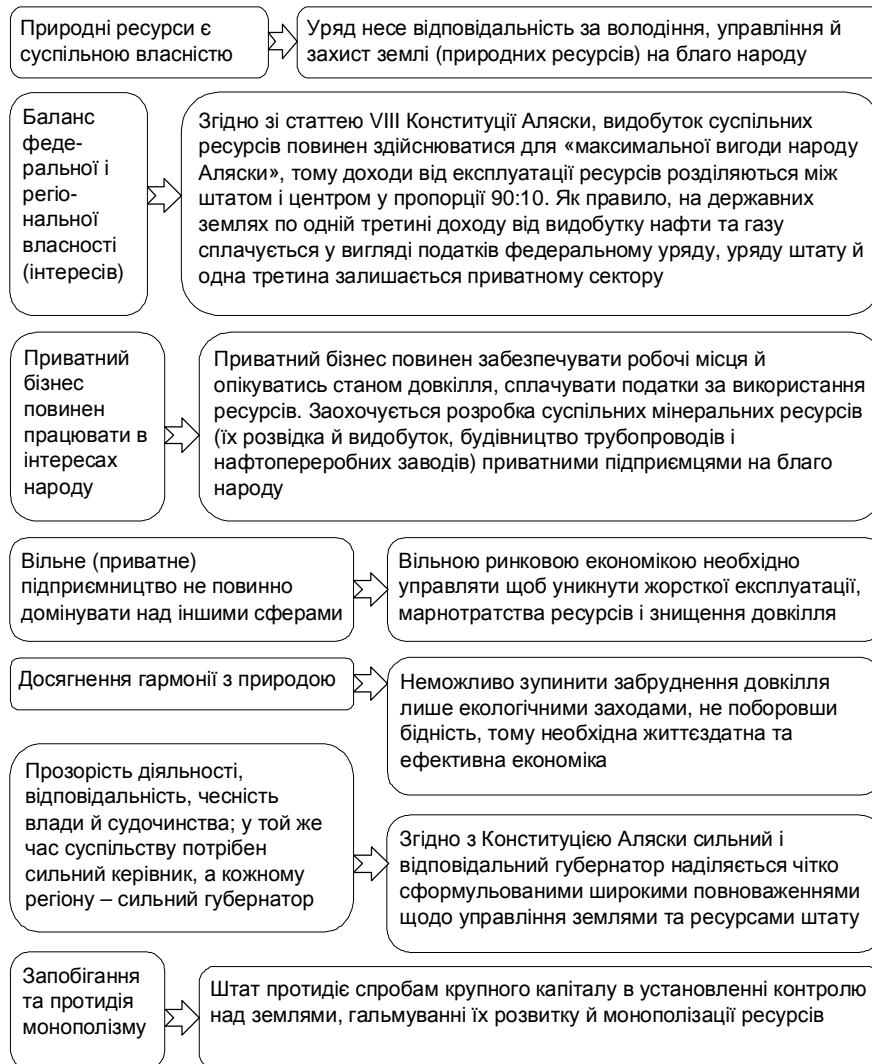 Природні ресурси є
суспільною власністю
Уряд несе відповідальність за володіння, управління й
захист землі (природних ресурсів) на благо народу
Баланс
феде-
ральної і
регіо-
нальної
власності
(інтересів)
Згідно зі статтею VIII Конституції Аляски, видобуток суспільних
ресурсів повинен здійснюватися для «максимальної вигоди народу
Аляски», тому доходи від експлуатації ресурсів розділяються між
штатом і центром у пропорції 90:10. Як правило, на державних
землях по одній третині доходу від видобутку нафти та газу
сплачується у вигляді податків федеральному уряду, уряду штату й
одна третина залишається приватному сектору
Приватний
бізнес
повинен
працювати в
інтересах
народу
Приватний бізнес повинен забезпечувати робочі місця й
опікуватись станом довкілля, сплачувати податки за використання
ресурсів. Заохочується розробка суспільних мінеральних ресурсів
(їх розвідка й видобуток, будівництво трубопроводів і
нафтопереробних заводів) приватними підприємцями на благо
народу
Вільне (приватне)
підприємництво не повинно
домінувати над іншими сферами
Вільною ринковою економікою необхідно
управляти щоб уникнути жорсткої експлуатації,
марнотратства ресурсів і знищення довкілля
Досягнення гармонії з природою
Неможливо зупинити забруднення довкілля
лише екологічними заходами, не поборовши
бідність, тому необхідна життєздатна та
ефективна економіка
Прозорість діяльності,
відповідальність, чесність
влади й судочинства; у той же
час суспільству потрібен
сильний керівник, а кожному
регіону – сильний губернатор
Згідно з Конституцією Аляски сильний і
відповідальний губернатор наділяється чітко
сформульованими широкими повноваженнями
щодо управління землями та ресурсами штату
Запобігання
та протидія
монополізму
Штат протидіє спробам крупного капіталу в установленні контролю
над землями, гальмуванні їх розвитку й монополізації ресурсів